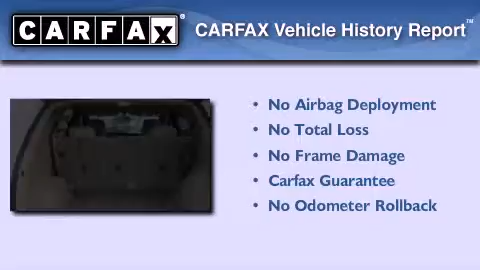 CARFAX® CARFAX Vehicle History Report™
• No Airbag Deployment
• No Total Loss
• No Frame Damage
• Carfax Guarantee
• No Odometer Rollback